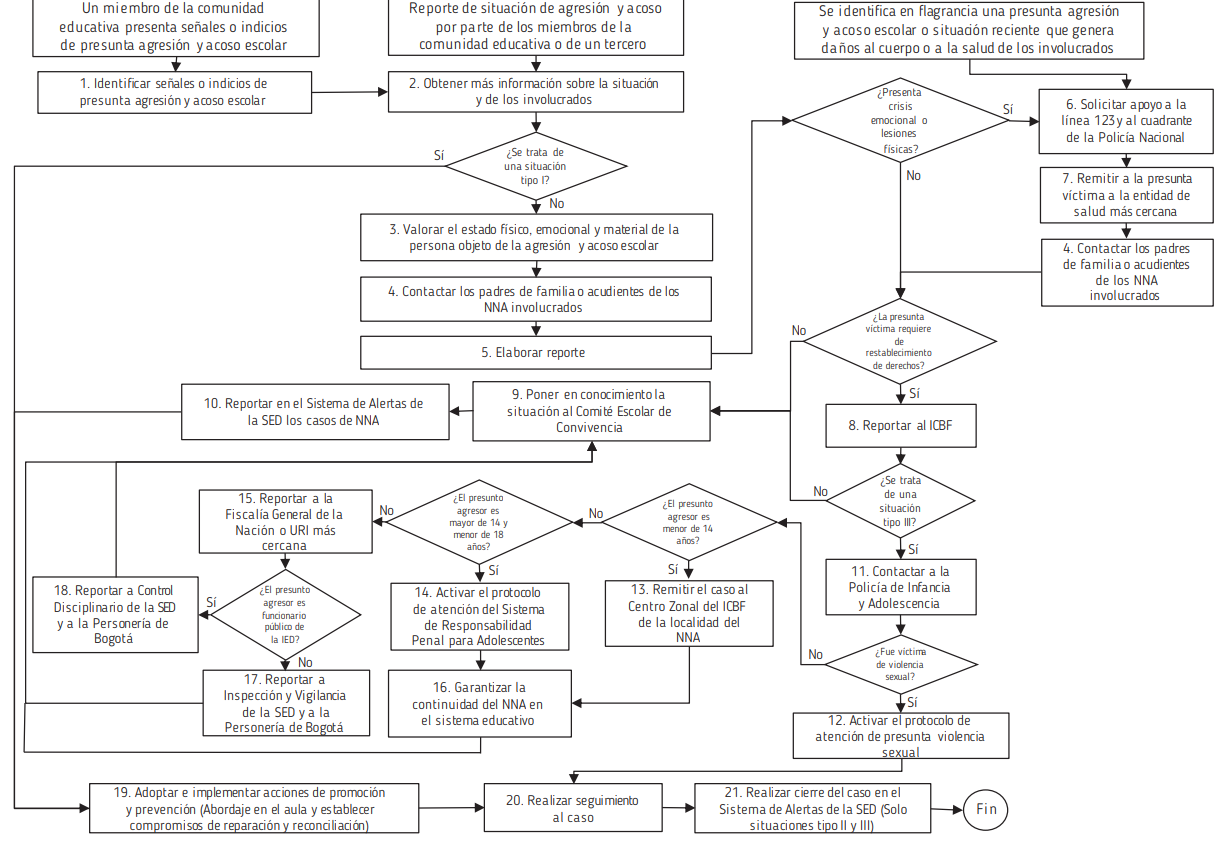 Un miembro de la comunidad
educativa presenta señales o indicios
de presunta agresión y acoso escolar
Reporte de situación de agresión y acoso
por parte de los miembros de la
comunidad educativa o de un tercero
Se identifica en flagrancia una presunta agresión
y acoso escolar o situación reciente que genera
daños al cuerpo o a la salud de los involucrados
1. Identificar señales o indicios de
presunta agresión y acoso escolar
2. Obtener más información sobre la situación
y de los involucrados
¿Presenta
crisis
emocional o
lesiones
físicas?
Sí
No
6. Solicitar apoyo a la
línea 123 y al cuadrante
de la Policía Nacional
¿Se trata de
una situación
tipo I?
Sí
No
7. Remitir a la presunta
víctima a la entidad de
salud más cercana
3. Valorar el estado físico, emocional y material de la
persona objeto de la agresión y acoso escolar
4. Contactar los padres
de familia o acudientes
de los NNA
involucrados
4. Contactar los padres de familia o acudientes de los
NNA involucrados
5. Elaborar reporte
¿La presunta
víctima requiere
de
restablecimiento
de derechos?
No
Sí
10. Reportar en el Sistema de Alertas de
la SED los casos de NNA
9. Poner en conocimiento la
situación al Comité Escolar de
Convivencia
8. Reportar al ICBF
¿Se trata
de una
situación
tipo III?
No
Sí
15. Reportar a la
Fiscalía General de la
Nación o URI más
cercana
No
¿El presunto
agresor es
mayor de 14 y
menor de 18
años?
Sí
No
¿El presunto
agresor es
menor de 14
años?
Sí
11. Contactar a la
Policía de Infancia
y Adolescencia
18. Reportar a Control
Disciplinario de la SED
y a la Personería de
Bogotá
Sí
¿El presunto
agresor es
funcionario
público de
la IED?
No
14. Activar el protocolo
de atención del Sistema
de Responsabilidad
Penal para Adolescentes
13. Remitir el caso al
Centro Zonal del ICBF
de la localidad del
NNA
No
¿Fue víctima
de violencia
sexual?
Sí
17. Reportar a
Inspección y Vigilancia
de la SED y a la
Personería de Bogotá
16. Garantizar la
continuidad del NNA en
el sistema educativo
12. Activar el protocolo de
atención de presunta violencia
sexual
19. Adoptar e implementar acciones de promoción
y prevención (Abordaje en el aula y establecer
compromisos de reparación y reconciliación)
20. Realizar seguimiento
al caso
21. Realizar cierre del caso en el
Sistema de Alertas de la SED (Solo
situaciones tipo II y III)
Fin